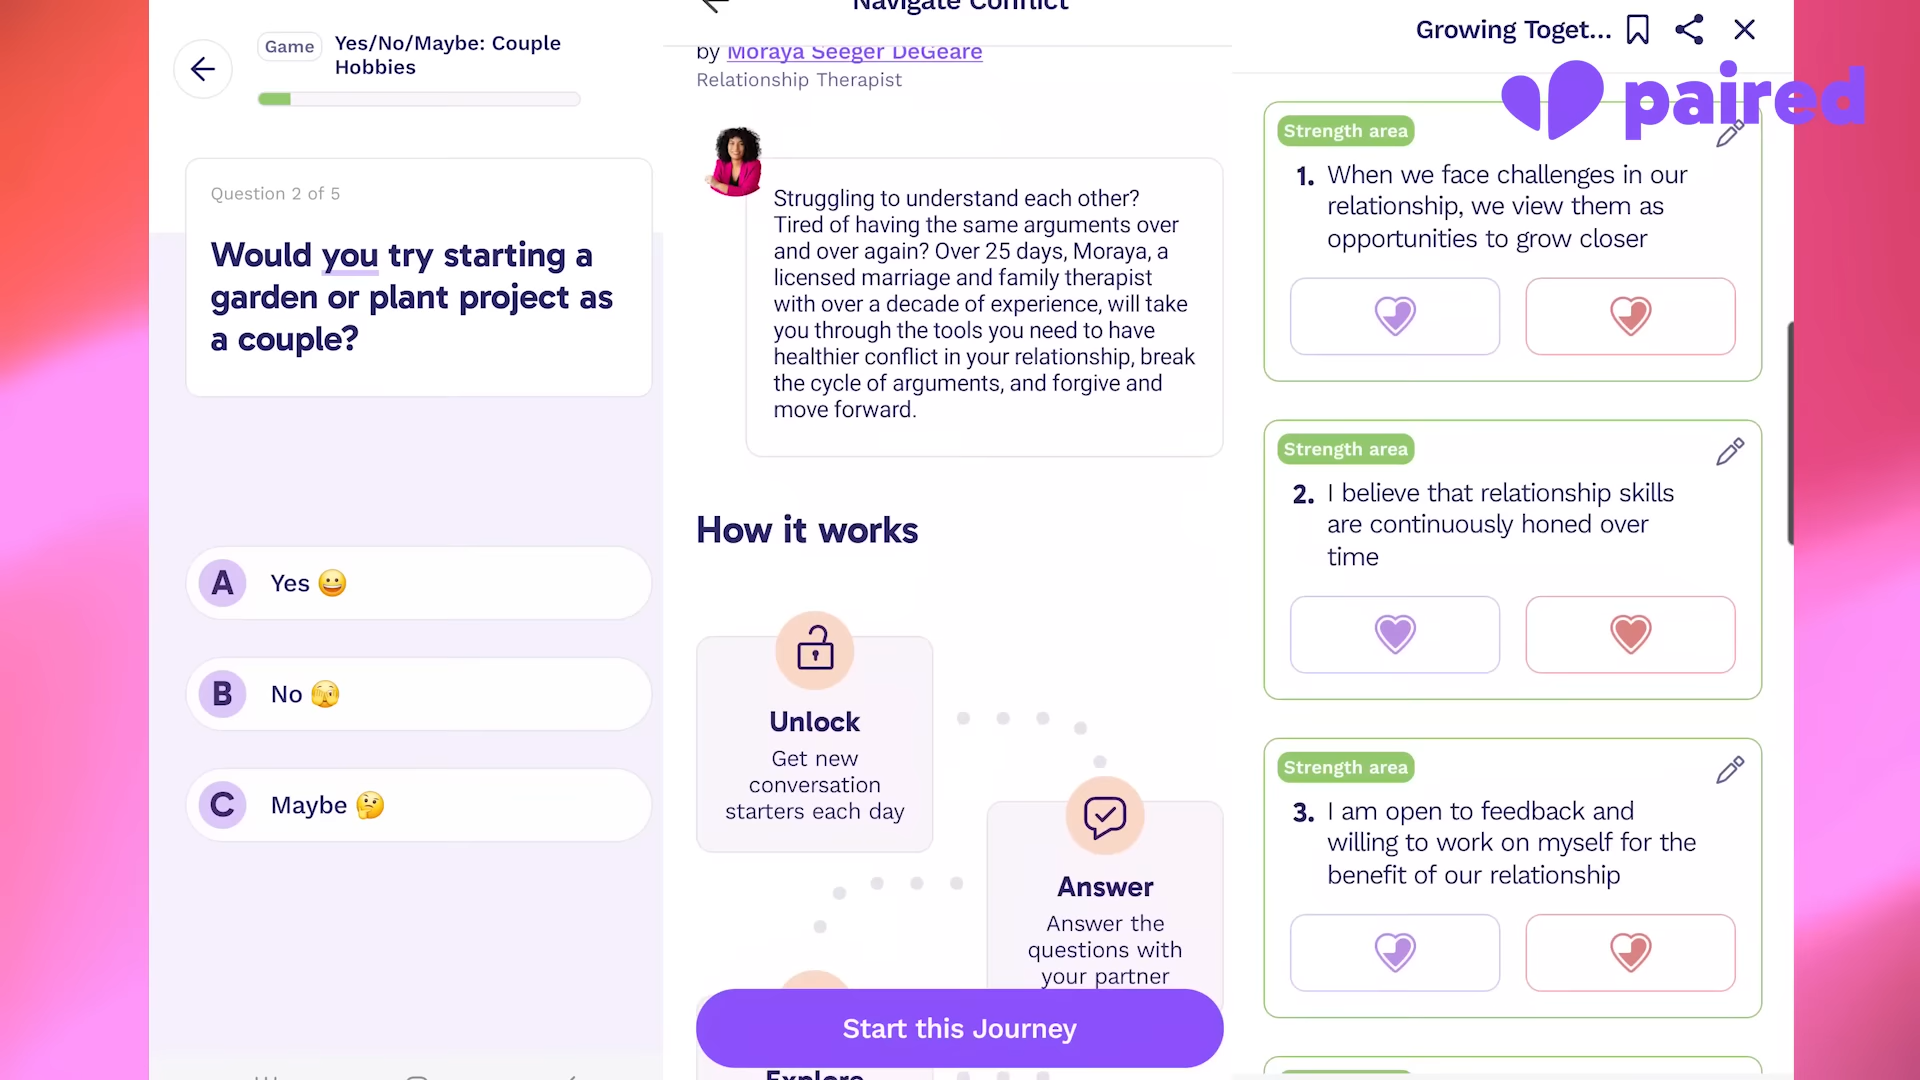 Game
Yes/No/Maybe: Couple
Hobbies
Question 2 of 5
Would you try starting a
garden or plant project as
a couple?
A Yes
B No
C Maybe
Navigate Conflict
by Moraya Seeger DeGeare
Relationship Therapist
Struggling to understand each other?
Tired of having the same arguments over
and over again? Over 25 days, Moraya, a
licensed marriage and family therapist
with over a decade of experience, will take
you through the tools you need to have
healthier conflict in your relationship, break
the cycle of arguments, and forgive and
move forward.
How it works
Unlock
Get new
conversation
starters each day
Answer
Answer the
questions with
your partner
Start this Journey
Explore
Growing Toget...
paired
Strength area
1. When we face challenges in our
relationship, we view them as
opportunities to grow closer
Strength area
2. I believe that relationship skills
are continuously honed over
time
Strength area
3. I am open to feedback and
willing to work on myself for the
benefit of our relationship